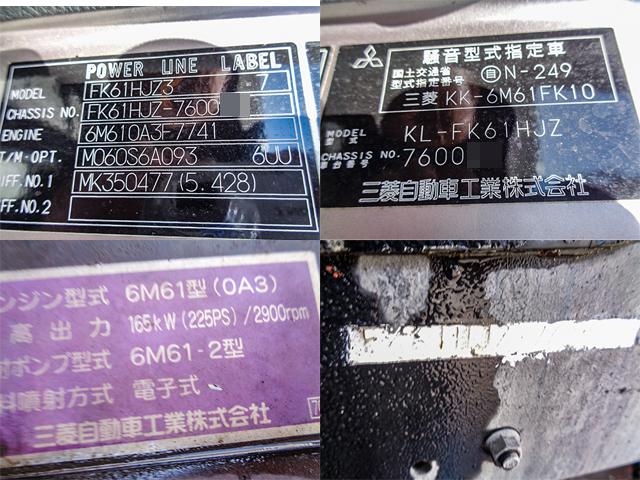 POWER LINE LABEL
MODEL FK61HJZ3 7
CHASSIS NO. FK61HJZ-7600
ENGINE 6M610A3F7741
T/M-OPT. M060S6A093 6UU
IFF.NO.1 MK350477(5.428)
FF.NO.2
騒音型式指定車
国土交通省
型式指定番号 自N-249
三菱 KK-6M61FK10
MODEL
型式 KL-FK61HJZ
CHASSIS NO.
車台番号 7600
三菱自動車工業株式会社
ンジン型式 6M61型(0A3)
高出力 165kW(225PS)/2900rpm
ポンプ型式 6M61-2型
料噴射方式 電子式
三菱自動車工業株式会社